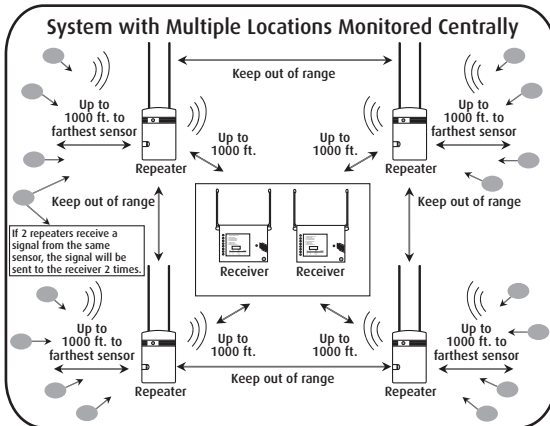 System with Multiple Locations Monitored Centrally
Keep out of range
Up to
1000 ft. to
farthest sensor
Repeater
Up to
1000 ft.
Up to
1000 ft.
Repeater
Up to
1000 ft. to
farthest sensor
Keep out of range
Keep out of range
If 2 repeaters receive a
signal from the same
sensor, the signal will be
sent to the receiver 2 times.
Receiver
Receiver
Up to
1000 ft. to
farthest sensor
Repeater
Up to
1000 ft.
Up to
1000 ft.
Repeater
Up to
1000 ft. to
farthest sensor
Keep out of range